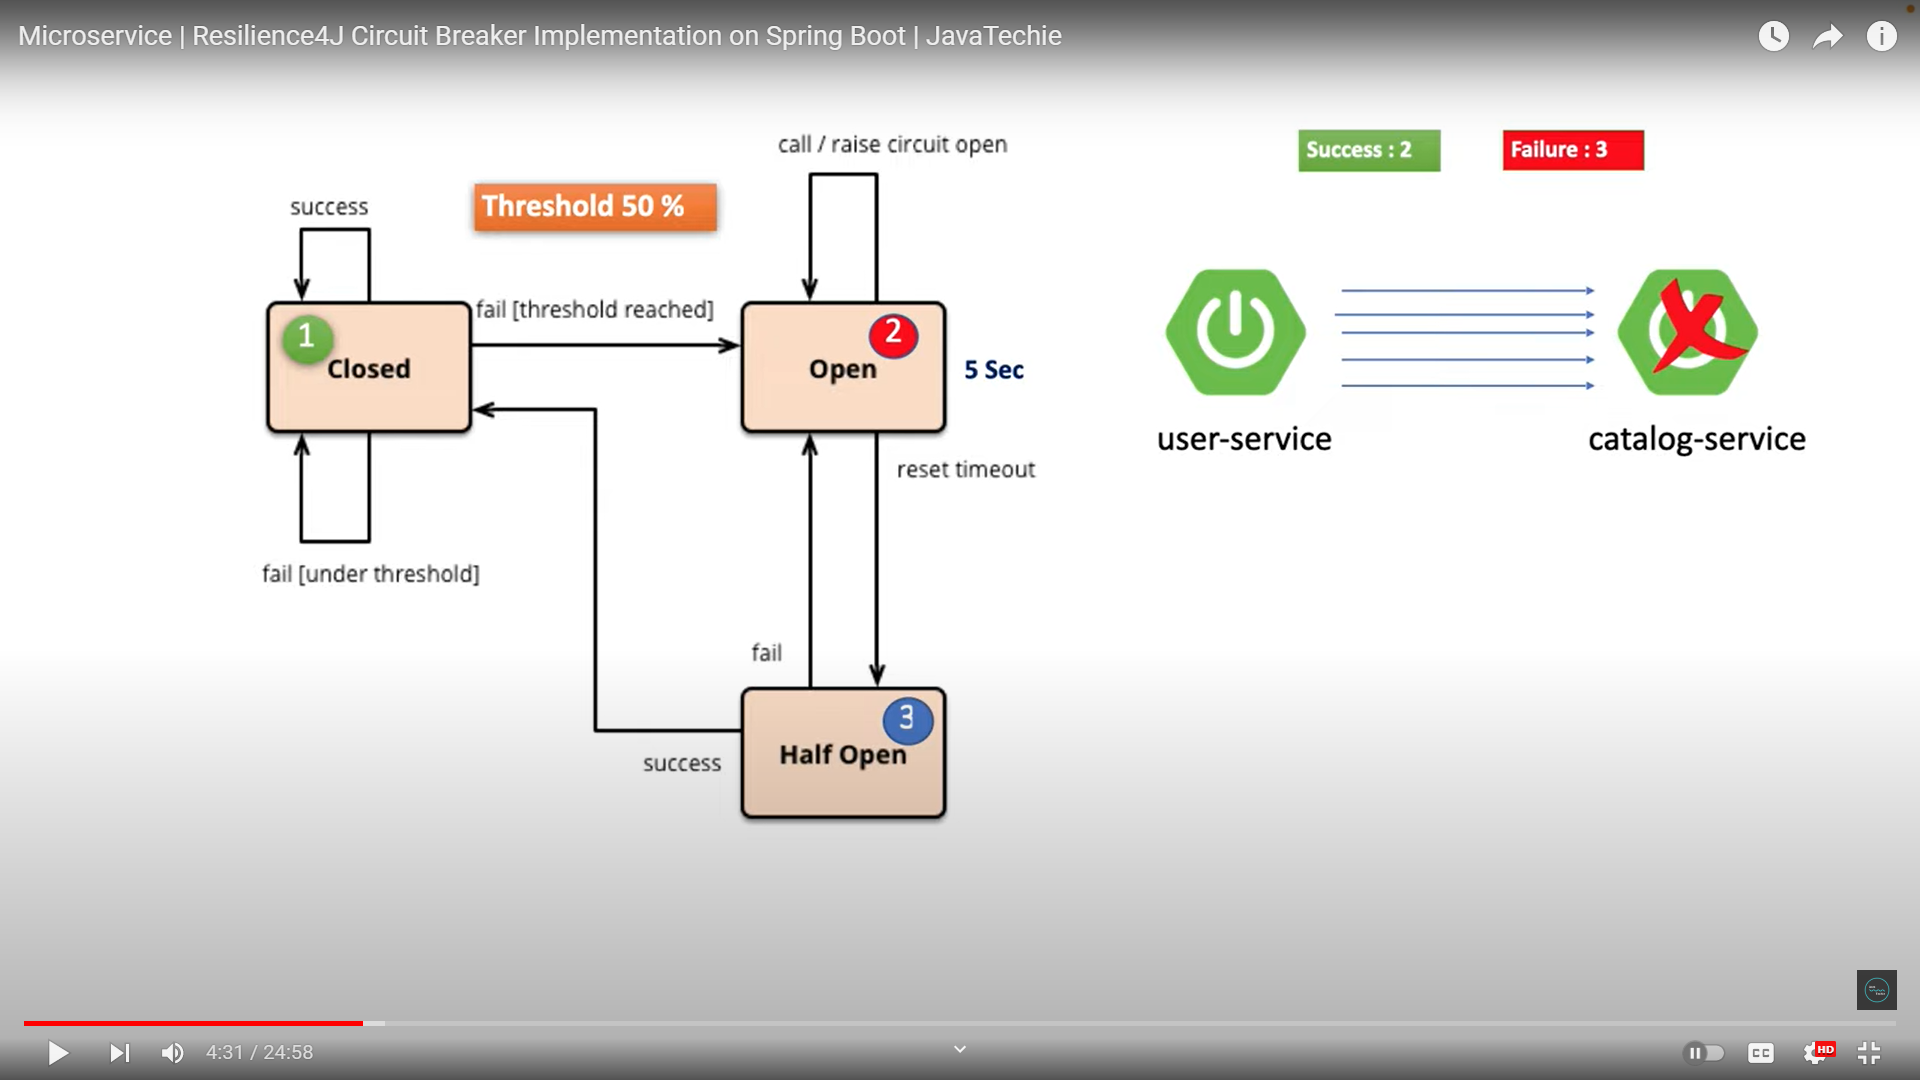 Microservice | Resilience4J Circuit Breaker Implementation on Spring Boot | JavaTechie
call / raise circuit open
Success : 2
Failure : 3
success
Threshold 50 %
fail [threshold reached]
1
Closed
2
Open
5 Sec
user-service
catalog-service
reset timeout
fail [under threshold]
fail
3
Half Open
success
4:31 / 24:58
CC
HD